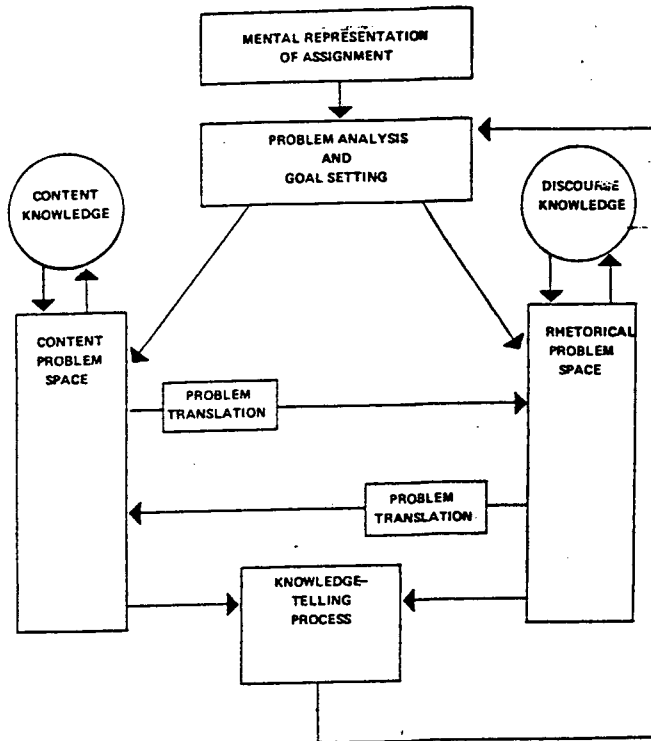 MENTAL REPRESENTATION
OF ASSIGNMENT
PROBLEM ANALYSIS
AND
GOAL SETTING
CONTENT
KNOWLEDGE
DISCOURSE
KNOWLEDGE
CONTENT
PROBLEM
SPACE
RHETORICAL
PROBLEM
SPACE
PROBLEM
TRANSLATION
PROBLEM
TRANSLATION
KNOWLEDGE–
TELLING
PROCESS